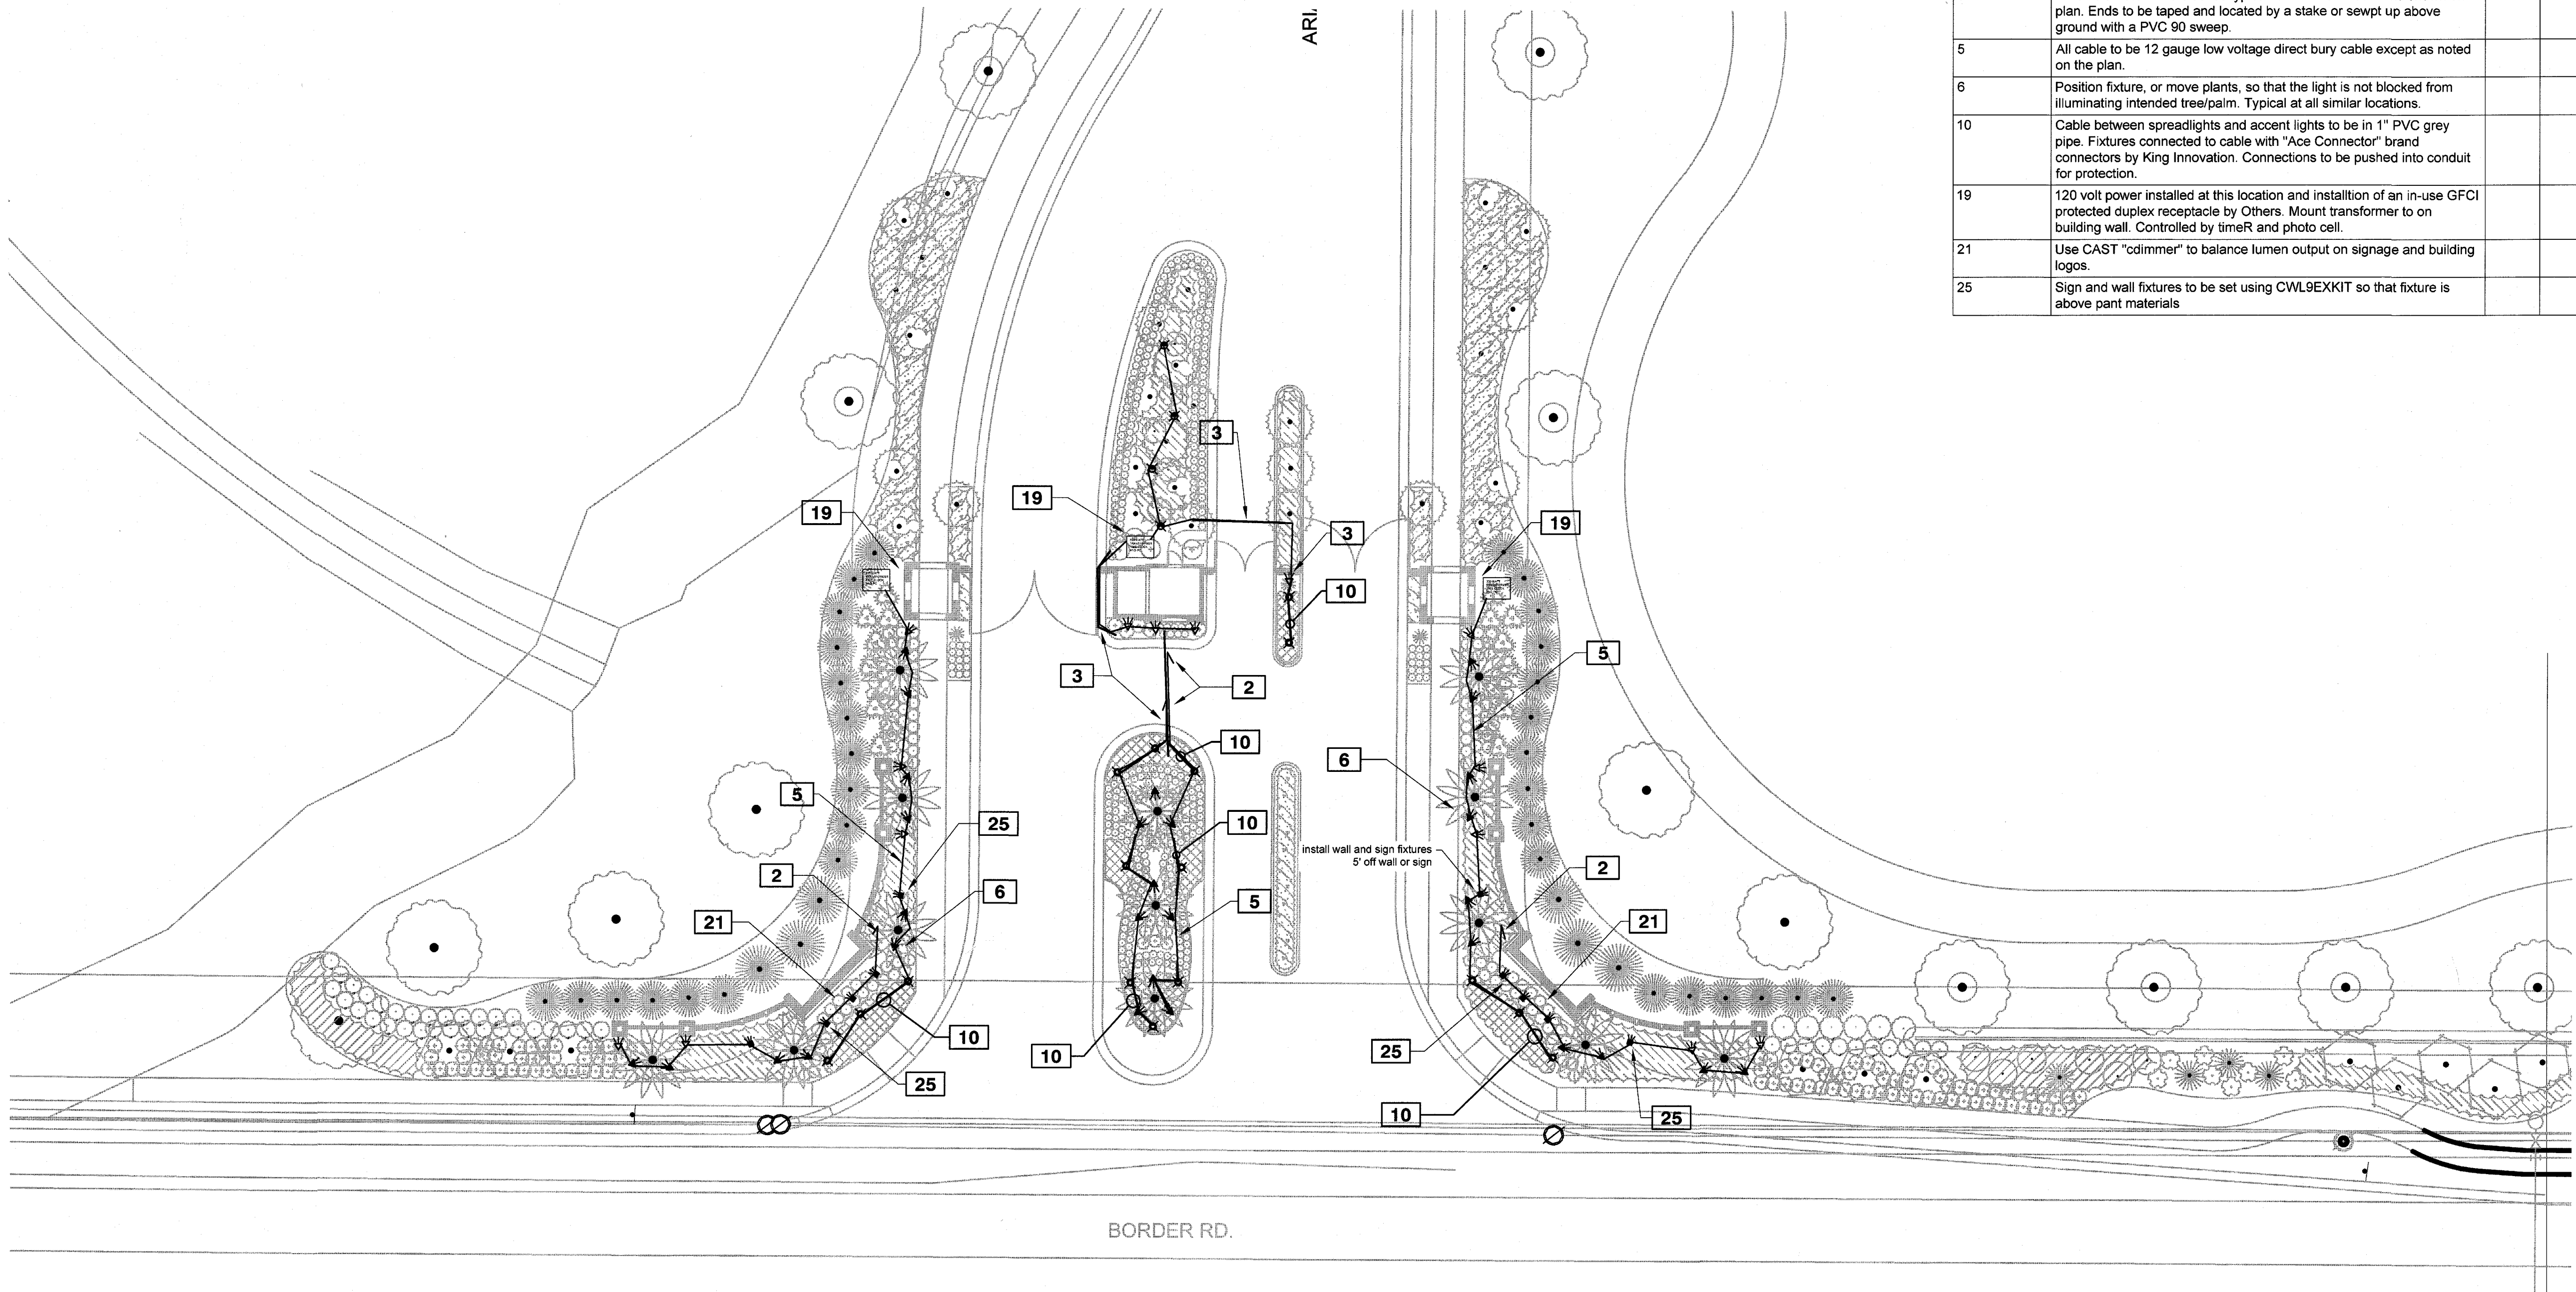 ARI
plan. Ends to be taped and located by a stake or sewpt up above
ground with a PVC 90 sweep.
5
All cable to be 12 gauge low voltage direct bury cable except as noted
on the plan.
6
Position fixture, or move plants, so that the light is not blocked from
illuminating intended tree/palm. Typical at all similar locations.
10
Cable between spreadlights and accent lights to be in 1" PVC grey
pipe. Fixtures connected to cable with "Ace Connector" brand
connectors by King Innovation. Connections to be pushed into conduit
for protection.
19
120 volt power installed at this location and installtion of an in-use GFCI
protected duplex receptacle by Others. Mount transformer to on
building wall. Controlled by timeR and photo cell.
21
Use CAST "cdimmer" to balance lumen output on signage and building
logos.
25
Sign and wall fixtures to be set using CWL9EXKIT so that fixture is
above pant materials
3
19
19
19
3
10
5
3
2
10
6
5
25
10
install wall and sign fixtures
5' off wall or sign
2
2
6
5
21
21
10
10
25
25
10
25
BORDER RD.